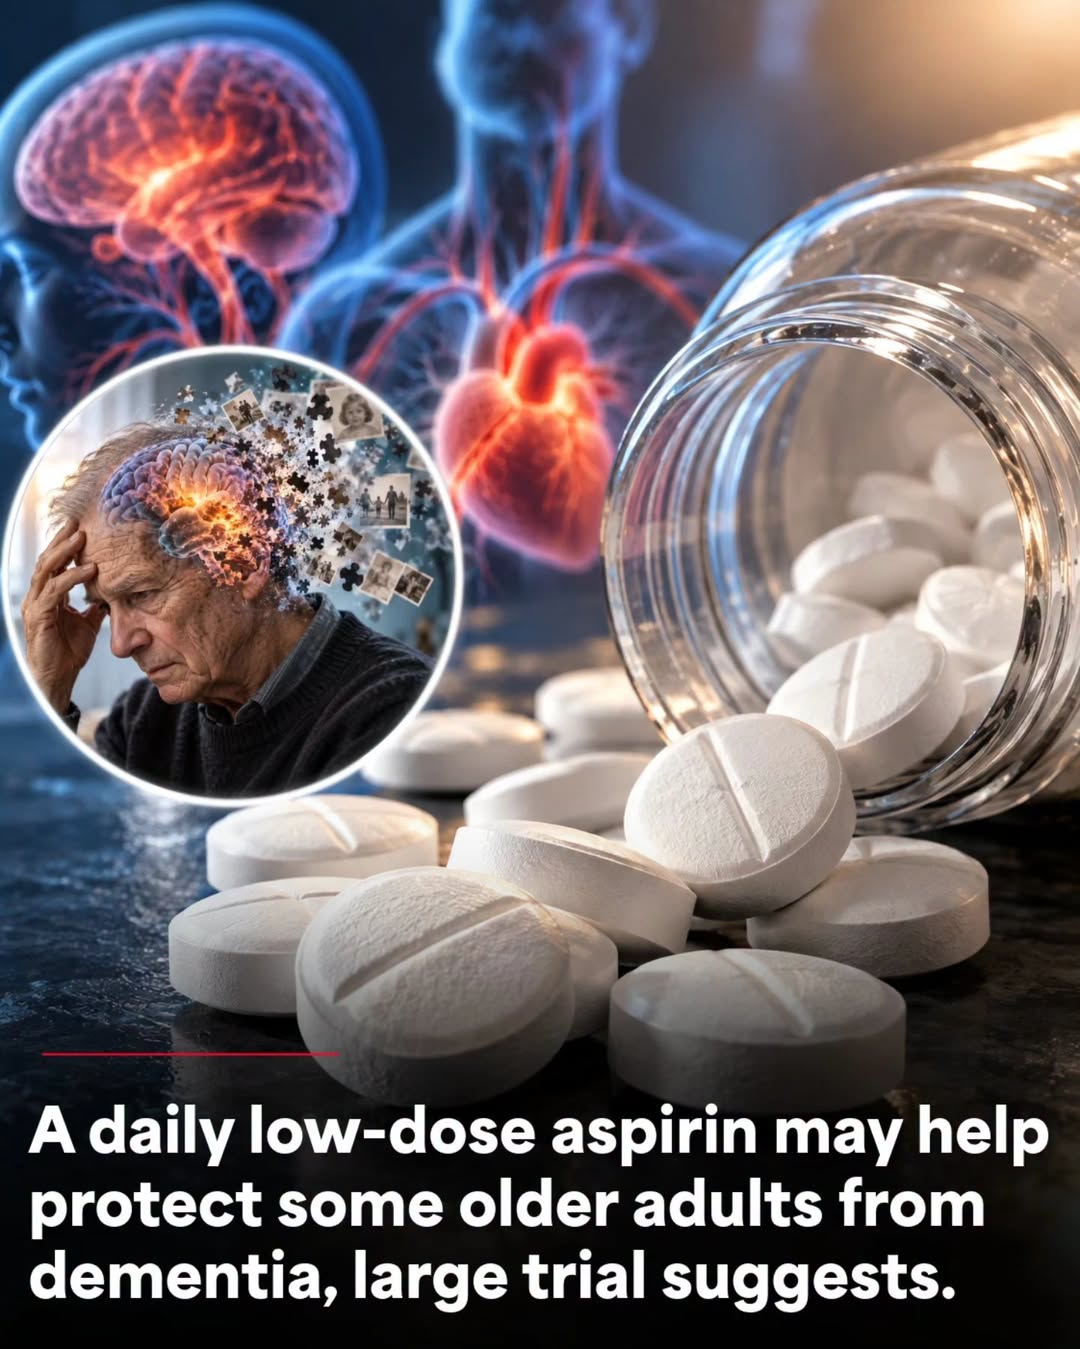 A daily low-dose aspirin may help
protect some older adults from
dementia, large trial suggests.